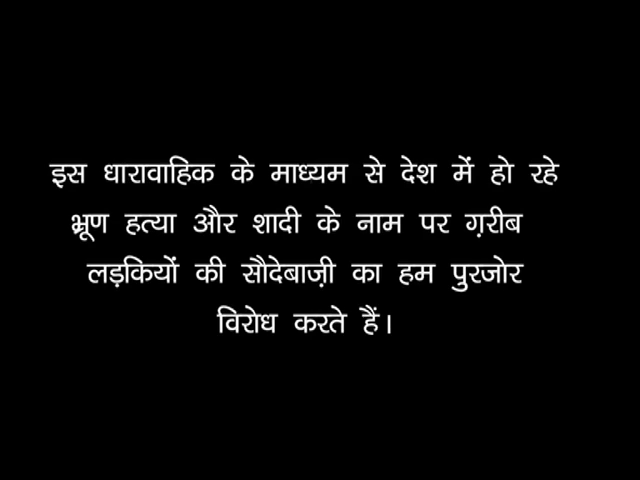 इस धारावाहिक के माध्यम से देश में हो रहे
भ्रूण हत्या और शादी के नाम पर ग़रीब
लड़कियों की सौदेबाज़ी का हम पुरजोर
विरोध करते हैं।